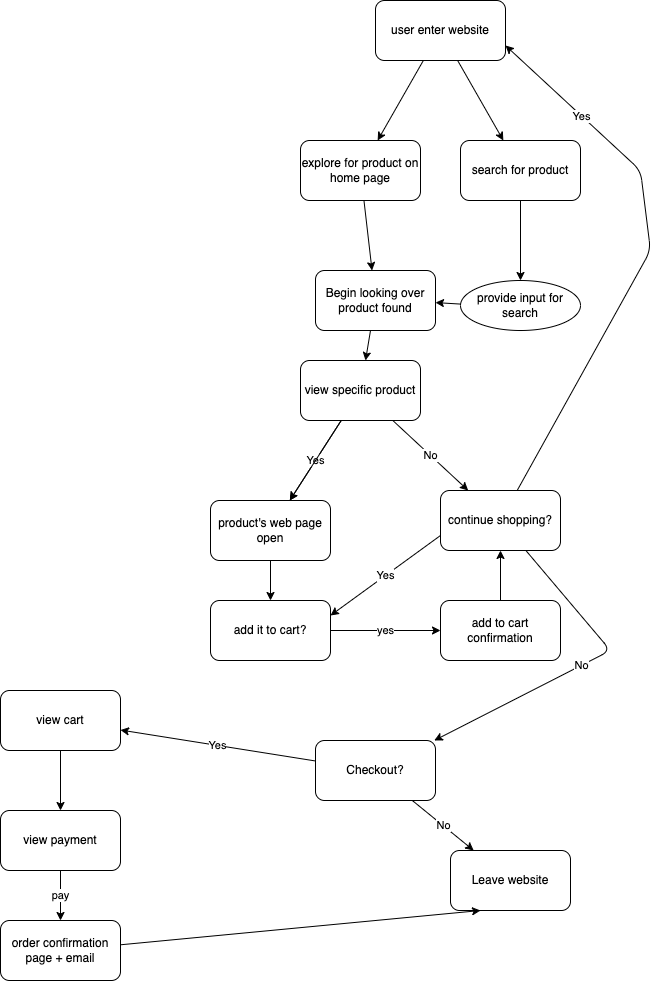 user enter website
Yes
explore for product on
home page
search for product
Begin looking over
product found
provide input for
search
view specific product
Yes
No
product's web page
open
continue shopping?
Yes
add it to cart?
yes
add to cart
confirmation
No
view cart
Yes
Checkout?
No
view payment
Leave website
pay
order confirmation
page + email